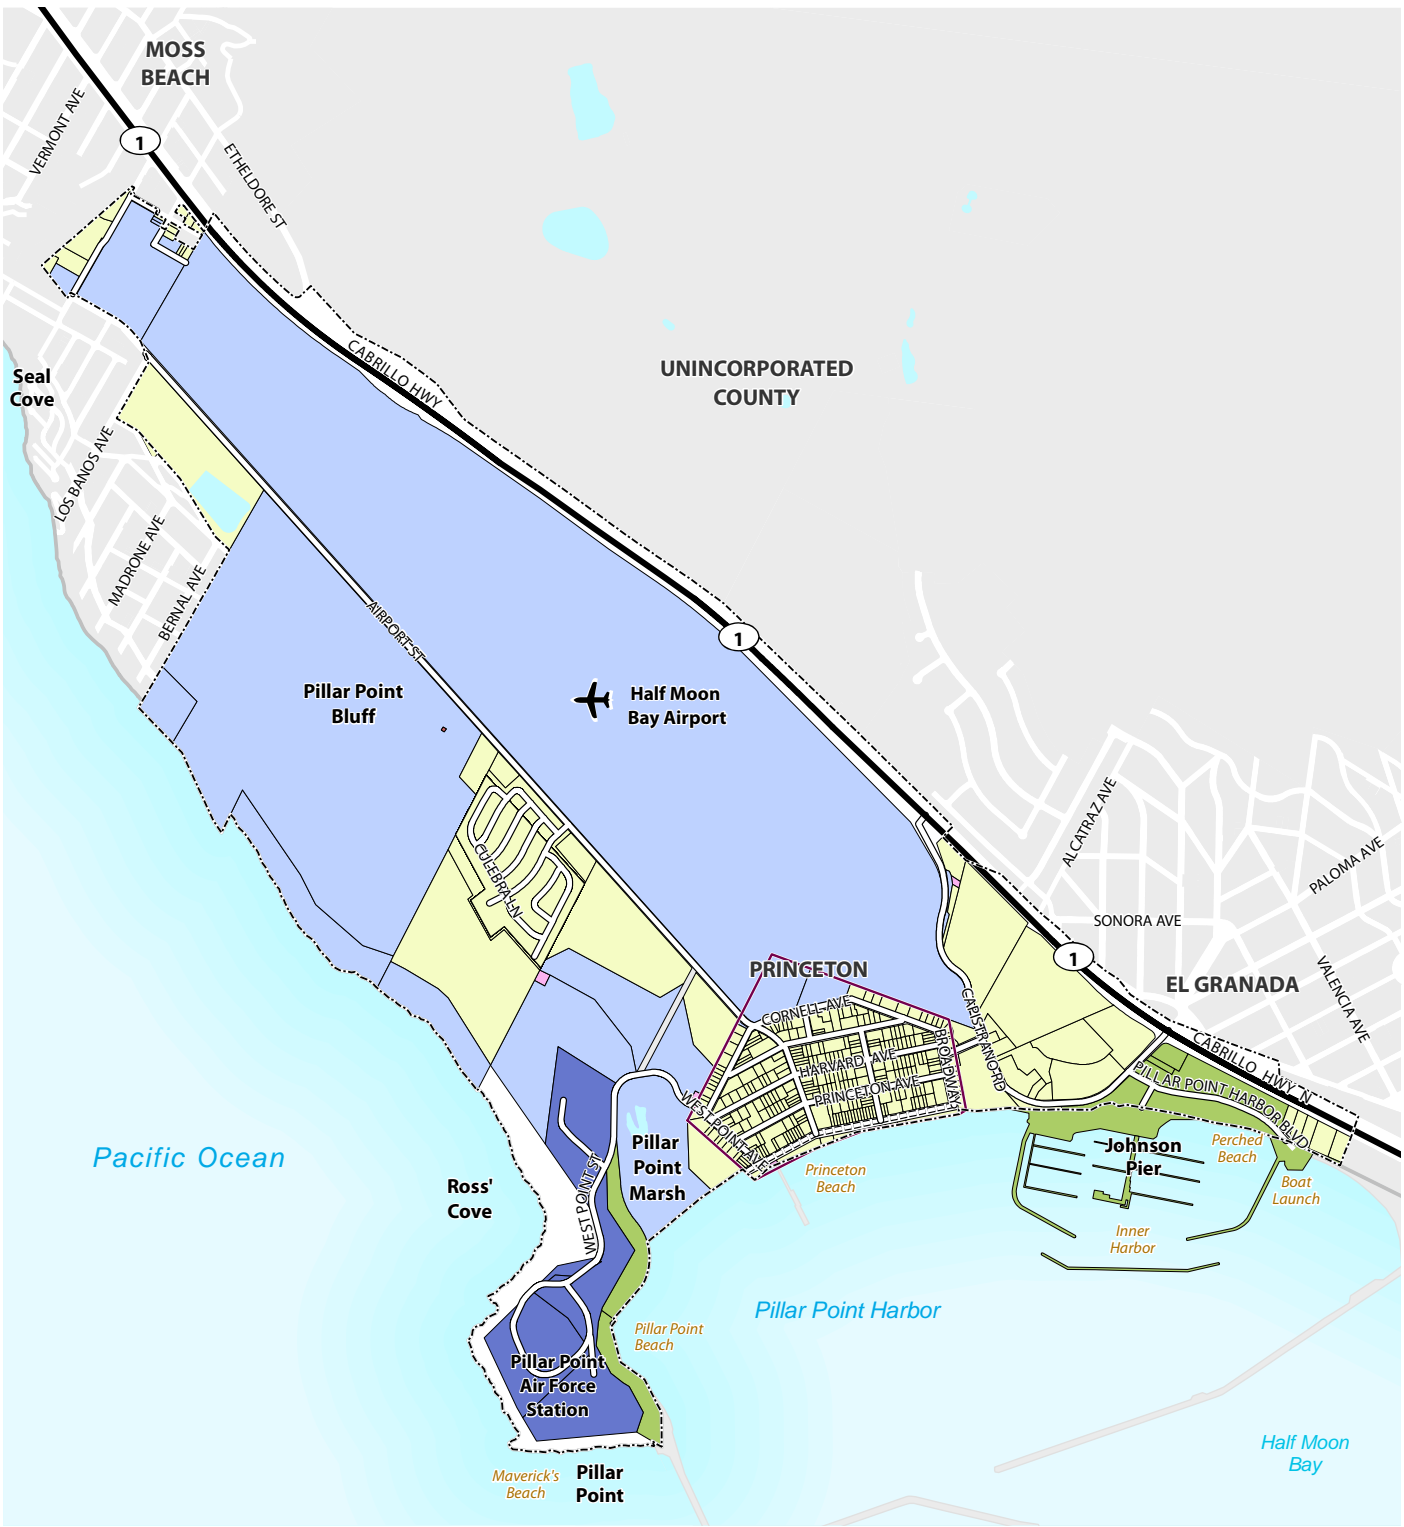 MOSS
BEACH
VERMONT AVE
1
ETHELDORE ST
Seal
Cove
CABRILLO HWY
UNINCORPORATED
COUNTY
LOS BANOS AVE
MADRONE AVE
BERNAL AVE
AIRPORT ST
1
Pillar Point
Bluff
Half Moon
Bay Airport
ALCATRAZ AVE
PALOMA AVE
CULEBRA LN
SONORA AVE
1
PRINCETON
EL GRANADA
VALENCIA AVE
CORNELL AVE
CAPISTRANO RD
HARVARD AVE
BROADWAY
PRINCETON AVE
CABRILLO HWY N
PILLAR POINT HARBOR BLVD
WEST POINT AVE
Pacific Ocean
Pillar
Point
Marsh
Johnson
Pier
Perched
Beach
Princeton
Beach
Boat
Launch
Ross'
Cove
WEST POINT ST
Inner
Harbor
Pillar Point Harbor
Pillar Point
Beach
Pillar Point
Air Force
Station
Half Moon
Bay
Maverick's
Beach
Pillar
Point